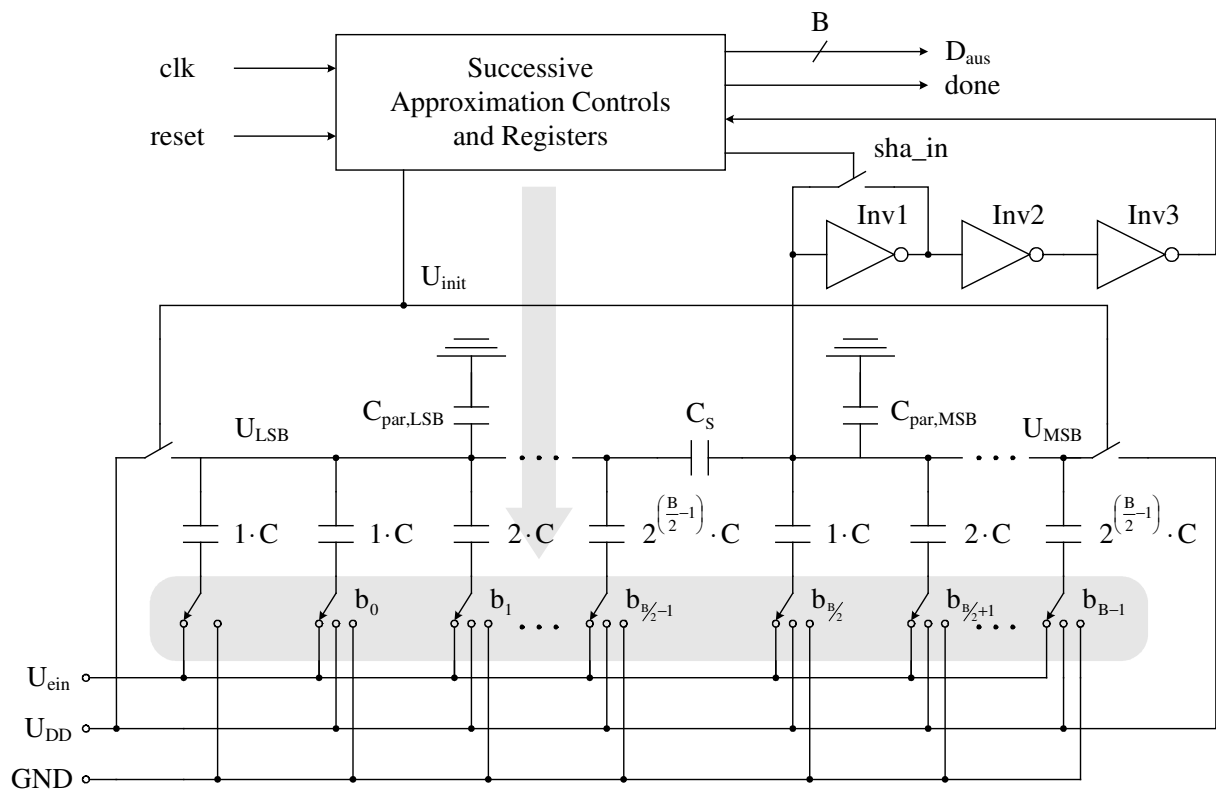 B
clk
Successive
D_aus
Approximation Controls
done
reset
and Registers
sha_in
Inv1 Inv2 Inv3
U_init
C_par,LSB C_S C_par,MSB
U_LSB U_MSB
1·C 1·C 2·C 2^(B/2−1)·C 1·C 2·C 2^(B/2−1)·C
b_0 b_1 b_B/2−1 b_B/2 b_B/2+1 b_B−1
U_ein
U_DD
GND